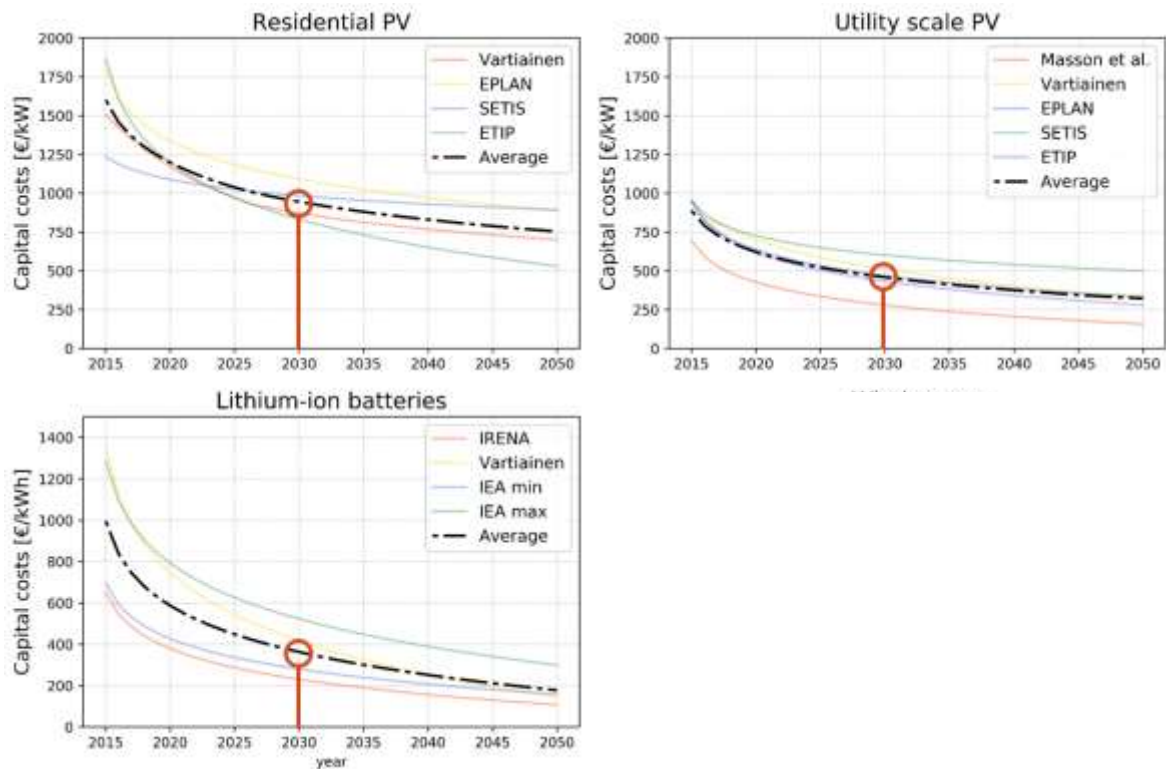 Residential PV
Capital costs [€/kW]
2000
1750
1500
1250
1000
750
500
250
0
2015 2020 2025 2030 2035 2040 2045 2050
Vartiainen
EPLAN
SETIS
ETIP
Average
Utility scale PV
Capital costs [€/kW]
2000
1750
1500
1250
1000
750
500
250
0
2015 2020 2025 2030 2035 2040 2045 2050
Masson et al.
Vartiainen
EPLAN
SETIS
ETIP
Average
Lithium-ion batteries
Capital costs [€/kWh]
1400
1200
1000
800
600
400
200
0
2015 2020 2025 2030 2035 2040 2045 2050
year
IRENA
Vartiainen
IEA min
IEA max
Average